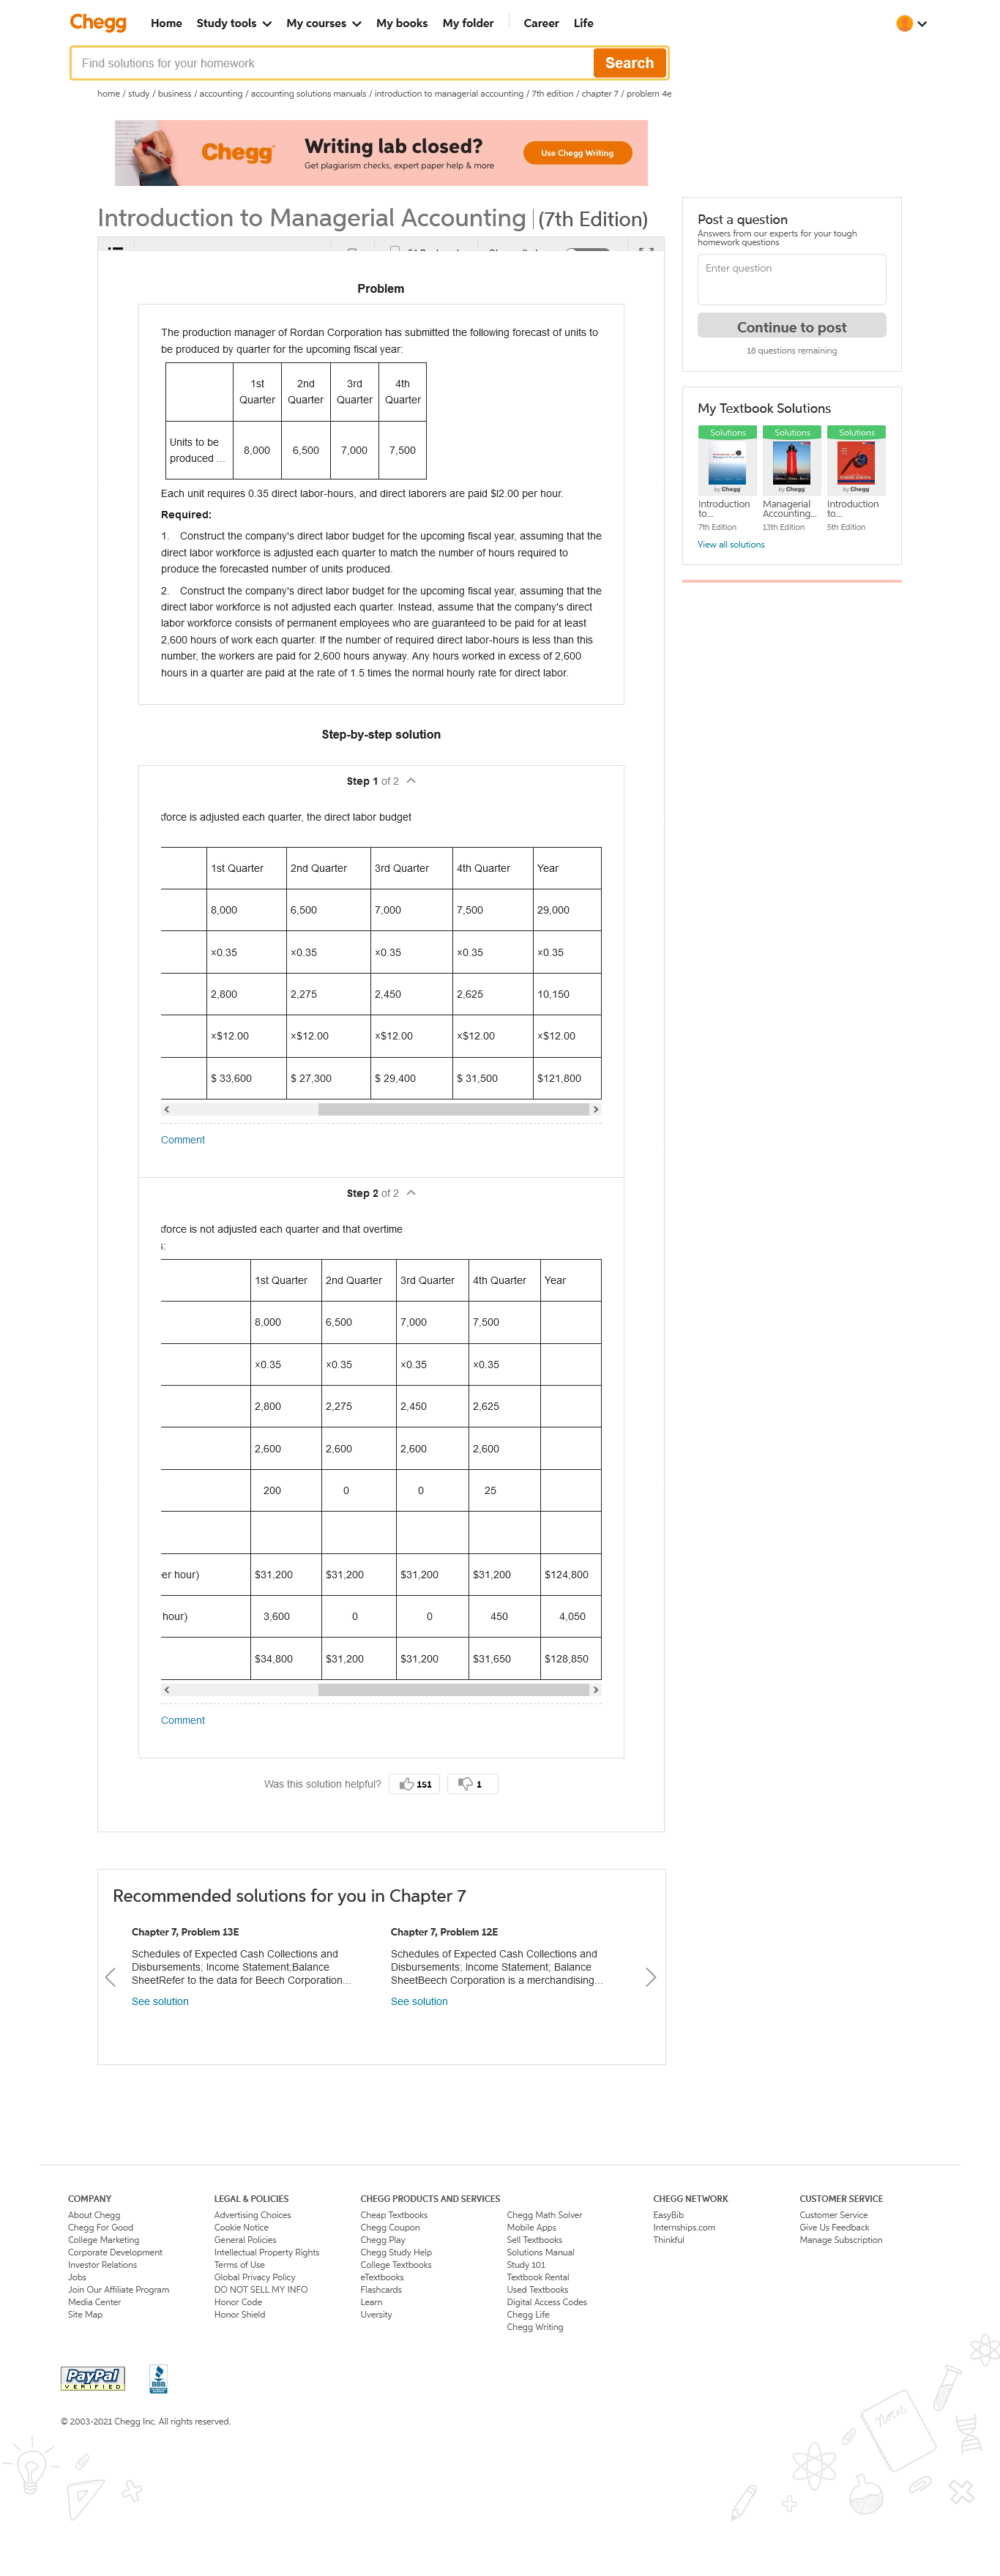 Chegg
Home Study tools My courses My books My folder Career Life
Find solutions for your homework
Search
home / study / business / accounting / accounting solutions manuals / introduction to managerial accounting / 7th edition / chapter 7 / problem 4e
Chegg
Writing lab closed?
Get plagiarism checks, expert paper help & more
Use Chegg Writing
Introduction to Managerial Accounting (7th Edition)
Problem
The production manager of Rordan Corporation has submitted the following forecast of units to
be produced by quarter for the upcoming fiscal year:
1st Quarter 2nd Quarter 3rd Quarter 4th Quarter
Units to be produced ... 8,000 6,500 7,000 7,500
Each unit requires 0.35 direct labor-hours, and direct laborers are paid $l2.00 per hour.
Required:
1. Construct the company's direct labor budget for the upcoming fiscal year, assuming that the
direct labor workforce is adjusted each quarter to match the number of hours required to
produce the forecasted number of units produced.
2. Construct the company's direct labor budget for the upcoming fiscal year, assuming that the
direct labor workforce is not adjusted each quarter. Instead, assume that the company's direct
labor workforce consists of permanent employees who are guaranteed to be paid for at least
2,600 hours of work each quarter. If the number of required direct labor-hours is less than this
number, the workers are paid for 2,600 hours anyway. Any hours worked in excess of 2,600
hours in a quarter are paid at the rate of 1.5 times the normal hourly rate for direct labor.
Step-by-step solution
Step 1 of 2
kforce is adjusted each quarter, the direct labor budget
1st Quarter 2nd Quarter 3rd Quarter 4th Quarter Year
8,000 6,500 7,000 7,500 29,000
×0.35 ×0.35 ×0.35 ×0.35 ×0.35
2,800 2,275 2,450 2,625 10,150
×$12.00 ×$12.00 ×$12.00 ×$12.00 ×$12.00
$ 33,600 $ 27,300 $ 29,400 $ 31,500 $121,800
Comment
Step 2 of 2
kforce is not adjusted each quarter and that overtime
s:
1st Quarter 2nd Quarter 3rd Quarter 4th Quarter Year
8,000 6,500 7,000 7,500
×0.35 ×0.35 ×0.35 ×0.35
2,800 2,275 2,450 2,625
2,600 2,600 2,600 2,600
200 0 0 25
er hour) $31,200 $31,200 $31,200 $31,200 $124,800
hour) 3,600 0 0 450 4,050
$34,800 $31,200 $31,200 $31,650 $128,850
Comment
Was this solution helpful? 151 1
Post a question
Answers from our experts for your tough
homework questions
Enter question
Continue to post
18 questions remaining
My Textbook Solutions
Solutions Solutions Solutions
by Chegg by Chegg by Chegg
Introduction to... Managerial Accounting... Introduction to...
7th Edition 13th Edition 5th Edition
View all solutions
Recommended solutions for you in Chapter 7
Chapter 7, Problem 13E
Schedules of Expected Cash Collections and
Disbursements; Income Statement;Balance
SheetRefer to the data for Beech Corporation...
See solution
Chapter 7, Problem 12E
Schedules of Expected Cash Collections and
Disbursements; Income Statement; Balance
SheetBeech Corporation is a merchandising...
See solution
COMPANY
About Chegg
Chegg For Good
College Marketing
Corporate Development
Investor Relations
Jobs
Join Our Affiliate Program
Media Center
Site Map
LEGAL & POLICIES
Advertising Choices
Cookie Notice
General Policies
Intellectual Property Rights
Terms of Use
Global Privacy Policy
DO NOT SELL MY INFO
Honor Code
Honor Shield
CHEGG PRODUCTS AND SERVICES
Cheap Textbooks
Chegg Coupon
Chegg Play
Chegg Study Help
College Textbooks
eTextbooks
Flashcards
Learn
Uversity
Chegg Math Solver
Mobile Apps
Sell Textbooks
Solutions Manual
Study 101
Textbook Rental
Used Textbooks
Digital Access Codes
Chegg Life
Chegg Writing
CHEGG NETWORK
EasyBib
Internships.com
Thinkful
CUSTOMER SERVICE
Customer Service
Give Us Feedback
Manage Subscription
PayPal
VERIFIED
BBB
© 2003-2021 Chegg Inc. All rights reserved.
Notes